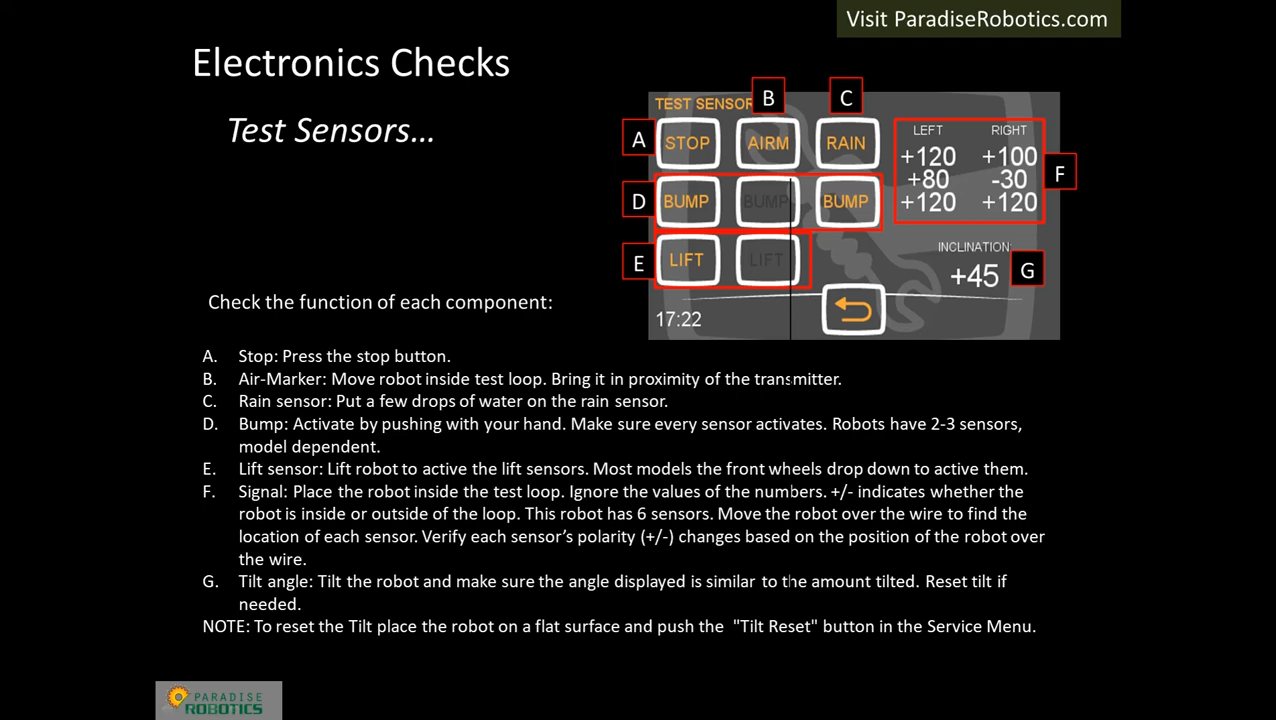 Visit ParadiseRobotics.com
Electronics Checks
Test Sensors...
TEST SENSOR
B
C
A
STOP
AIRM
RAIN
LEFT
RIGHT
+120
+100
+80
-30
+120
+120
F
D
BUMP
BUMP
BUMP
E
LIFT
LIFT
INCLINATION:
+45
G
17:22
Check the function of each component:
A. Stop: Press the stop button.
B. Air-Marker: Move robot inside test loop. Bring it in proximity of the transmitter.
C. Rain sensor: Put a few drops of water on the rain sensor.
D. Bump: Activate by pushing with your hand. Make sure every sensor activates. Robots have 2-3 sensors,
model dependent.
E. Lift sensor: Lift robot to active the lift sensors. Most models the front wheels drop down to active them.
F. Signal: Place the robot inside the test loop. Ignore the values of the numbers. +/- indicates whether the
robot is inside or outside of the loop. This robot has 6 sensors. Move the robot over the wire to find the
location of each sensor. Verify each sensor's polarity (+/-) changes based on the position of the robot over
the wire.
G. Tilt angle: Tilt the robot and make sure the angle displayed is similar to the amount tilted. Reset tilt if
needed.
NOTE: To reset the Tilt place the robot on a flat surface and push the "Tilt Reset" button in the Service Menu.
PARADISE
ROBOTICS